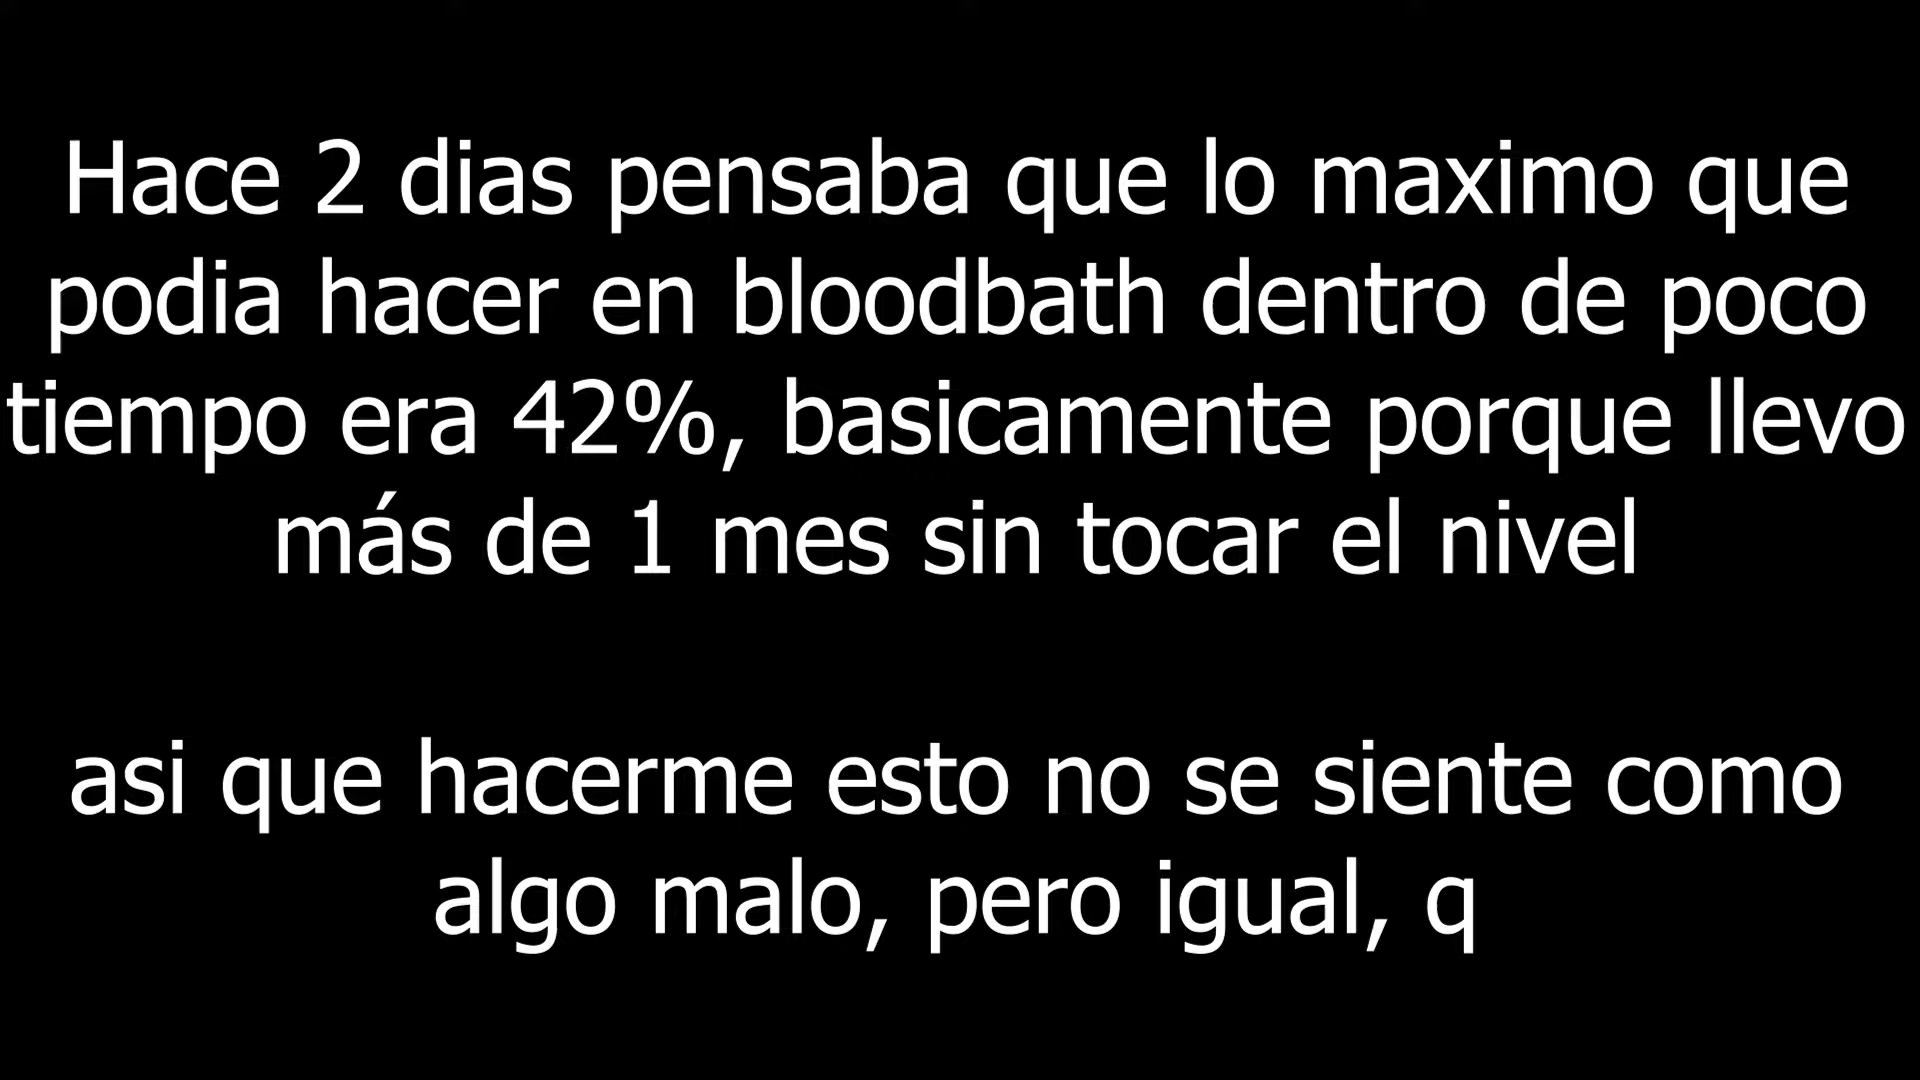 Hace 2 dias pensaba que lo maximo que
podia hacer en bloodbath dentro de poco
tiempo era 42%, basicamente porque llevo
más de 1 mes sin tocar el nivel
asi que hacerme esto no se siente como
algo malo, pero igual, q